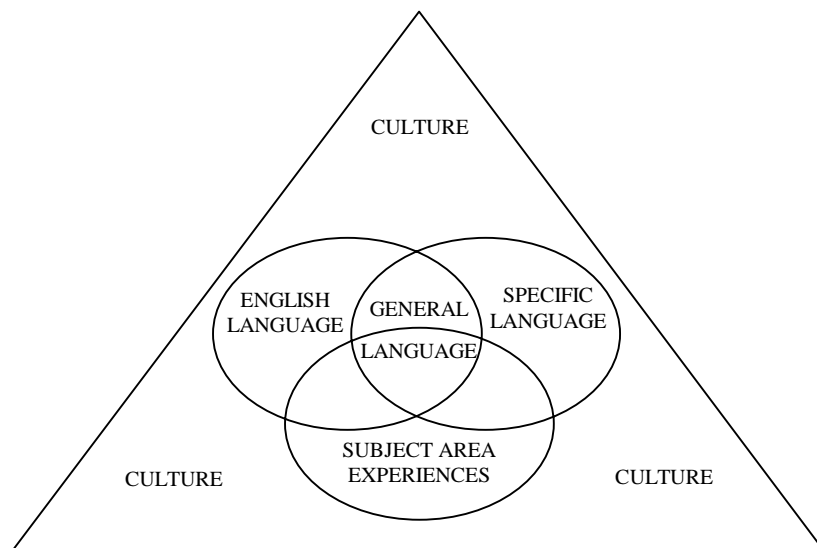 CULTURE
ENGLISH
LANGUAGE
GENERAL
LANGUAGE
SPECIFIC
LANGUAGE
SUBJECT AREA
EXPERIENCES
CULTURE
CULTURE